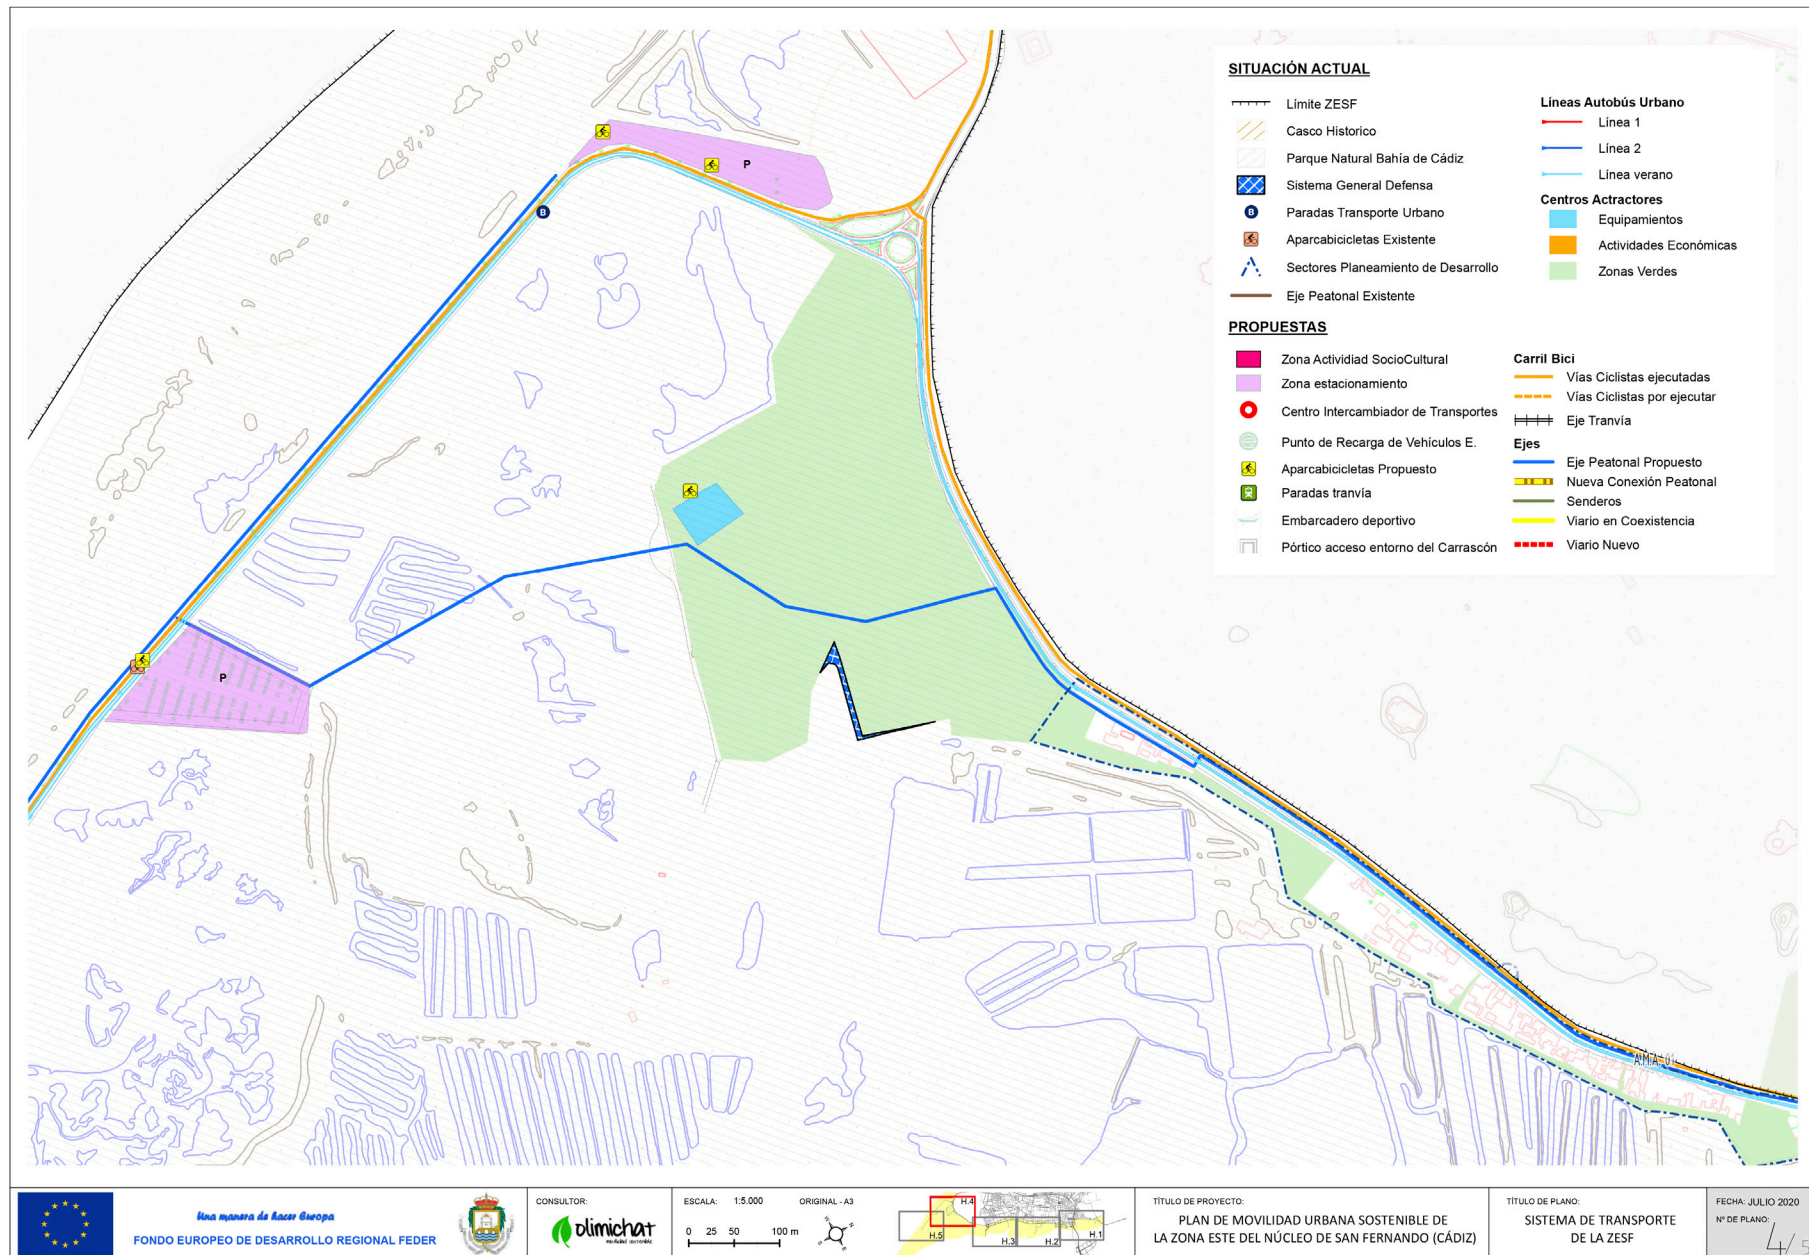 SITUACIÓN ACTUAL
Límite ZESF
Casco Historico
Parque Natural Bahía de Cádiz
Sistema General Defensa
B
Paradas Transporte Urbano
Aparcabicicletas Existente
Sectores Planeamiento de Desarrollo
Eje Peatonal Existente
Líneas Autobús Urbano
Línea 1
Línea 2
Línea verano
Centros Actractores
Equipamientos
Actividades Económicas
Zonas Verdes
PROPUESTAS
Zona Actividiad SocioCultural
Zona estacionamiento
Centro Intercambiador de Transportes
Punto de Recarga de Vehículos E.
Aparcabicicletas Propuesto
Paradas tranvía
Embarcadero deportivo
Pórtico acceso entorno del Carrascón
Carril Bici
Vías Ciclistas ejecutadas
Vías Ciclistas por ejecutar
Eje Tranvía
Ejes
Eje Peatonal Propuesto
Nueva Conexión Peatonal
Senderos
Viario en Coexistencia
Viario Nuevo
P
B
P
AMA 01
Una manera de hacer Europa
FONDO EUROPEO DE DESARROLLO REGIONAL FEDER
CONSULTOR:
olimichat
movilidad sostenible
ESCALA: 1:5.000 ORIGINAL - A3
0 25 50 100 m
H.4
H.5
H.3
H.2
H.1
TÍTULO DE PROYECTO:
PLAN DE MOVILIDAD URBANA SOSTENIBLE DE
LA ZONA ESTE DEL NÚCLEO DE SAN FERNANDO (CÁDIZ)
TÍTULO DE PLANO:
SISTEMA DE TRANSPORTE
DE LA ZESF
FECHA: JULIO 2020
Nº DE PLANO:
4/